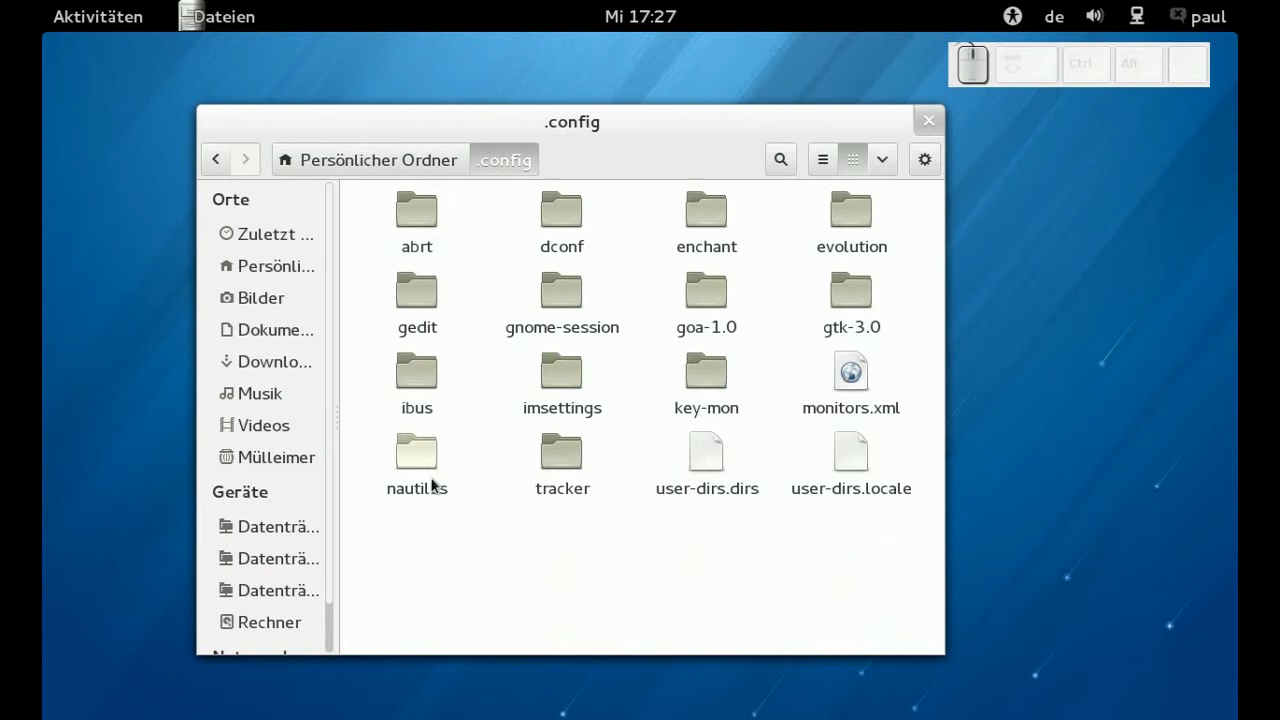 Aktivitäten
Dateien
Mi 17:27
de
paul
Ctrl
Alt
.config
Persönlicher Ordner
.config
Orte
Zuletzt ...
Persönli...
Bilder
Dokume...
Downlo...
Musik
Videos
Mülleimer
Geräte
Datenträ...
Datenträ...
Datenträ...
Rechner
abrt
dconf
enchant
evolution
gedit
gnome-session
goa-1.0
gtk-3.0
ibus
imsettings
key-mon
monitors.xml
nautilus
tracker
user-dirs.dirs
user-dirs.locale